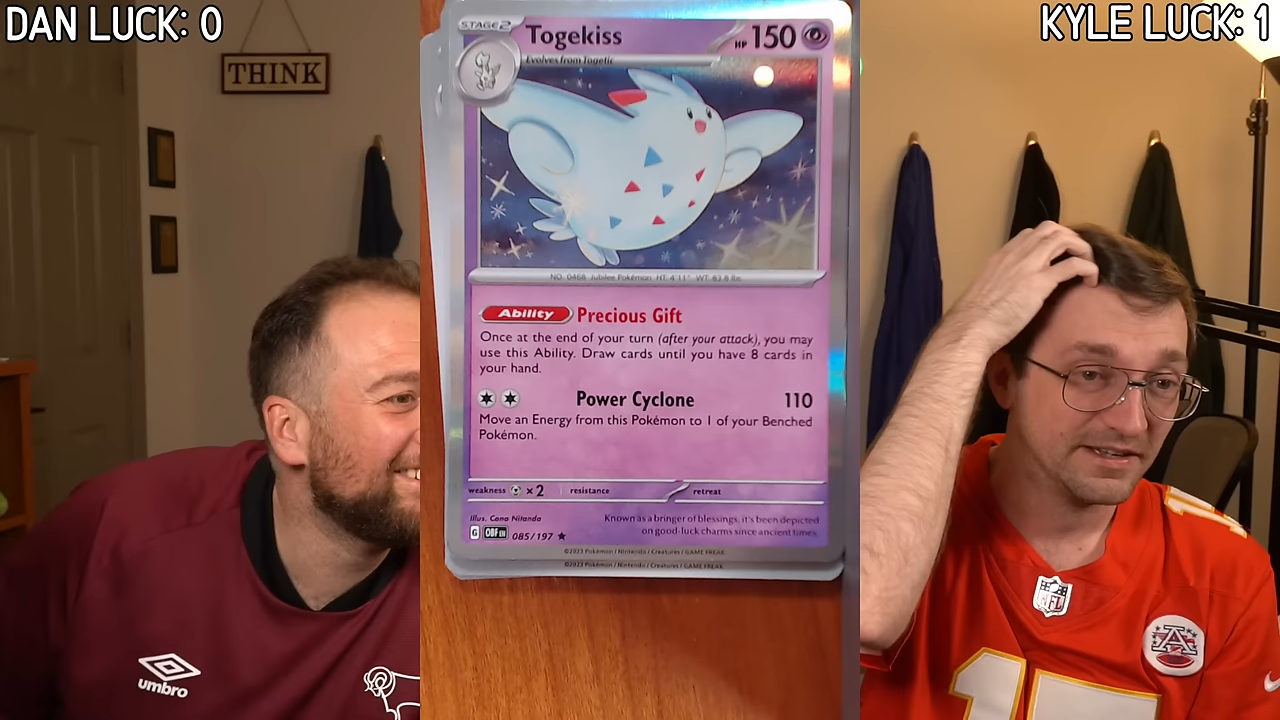 DAN LUCK: 0
KYLE LUCK: 1
THINK
STAGE 2
Togekiss
HP 150
Evolves from Togetic
NO. 0468 Jubilee Pokémon HT: 4'11" WT: 83.8 lbs.
Ability Precious Gift
Once at the end of your turn (after your attack), you may
use this Ability. Draw cards until you have 8 cards in
your hand.
Power Cyclone 110
Move an Energy from this Pokémon to 1 of your Benched
Pokémon.
weakness ×2 resistance retreat
Illus. Cona Nitanda
G OBF EN 085/197
Known as a bringer of blessings, it's been depicted
on good-luck charms since ancient times.
©2023 Pokémon / Nintendo / Creatures / GAME FREAK
©2023 Pokémon / Nintendo / Creatures / GAME FREAK
umbro
NFL